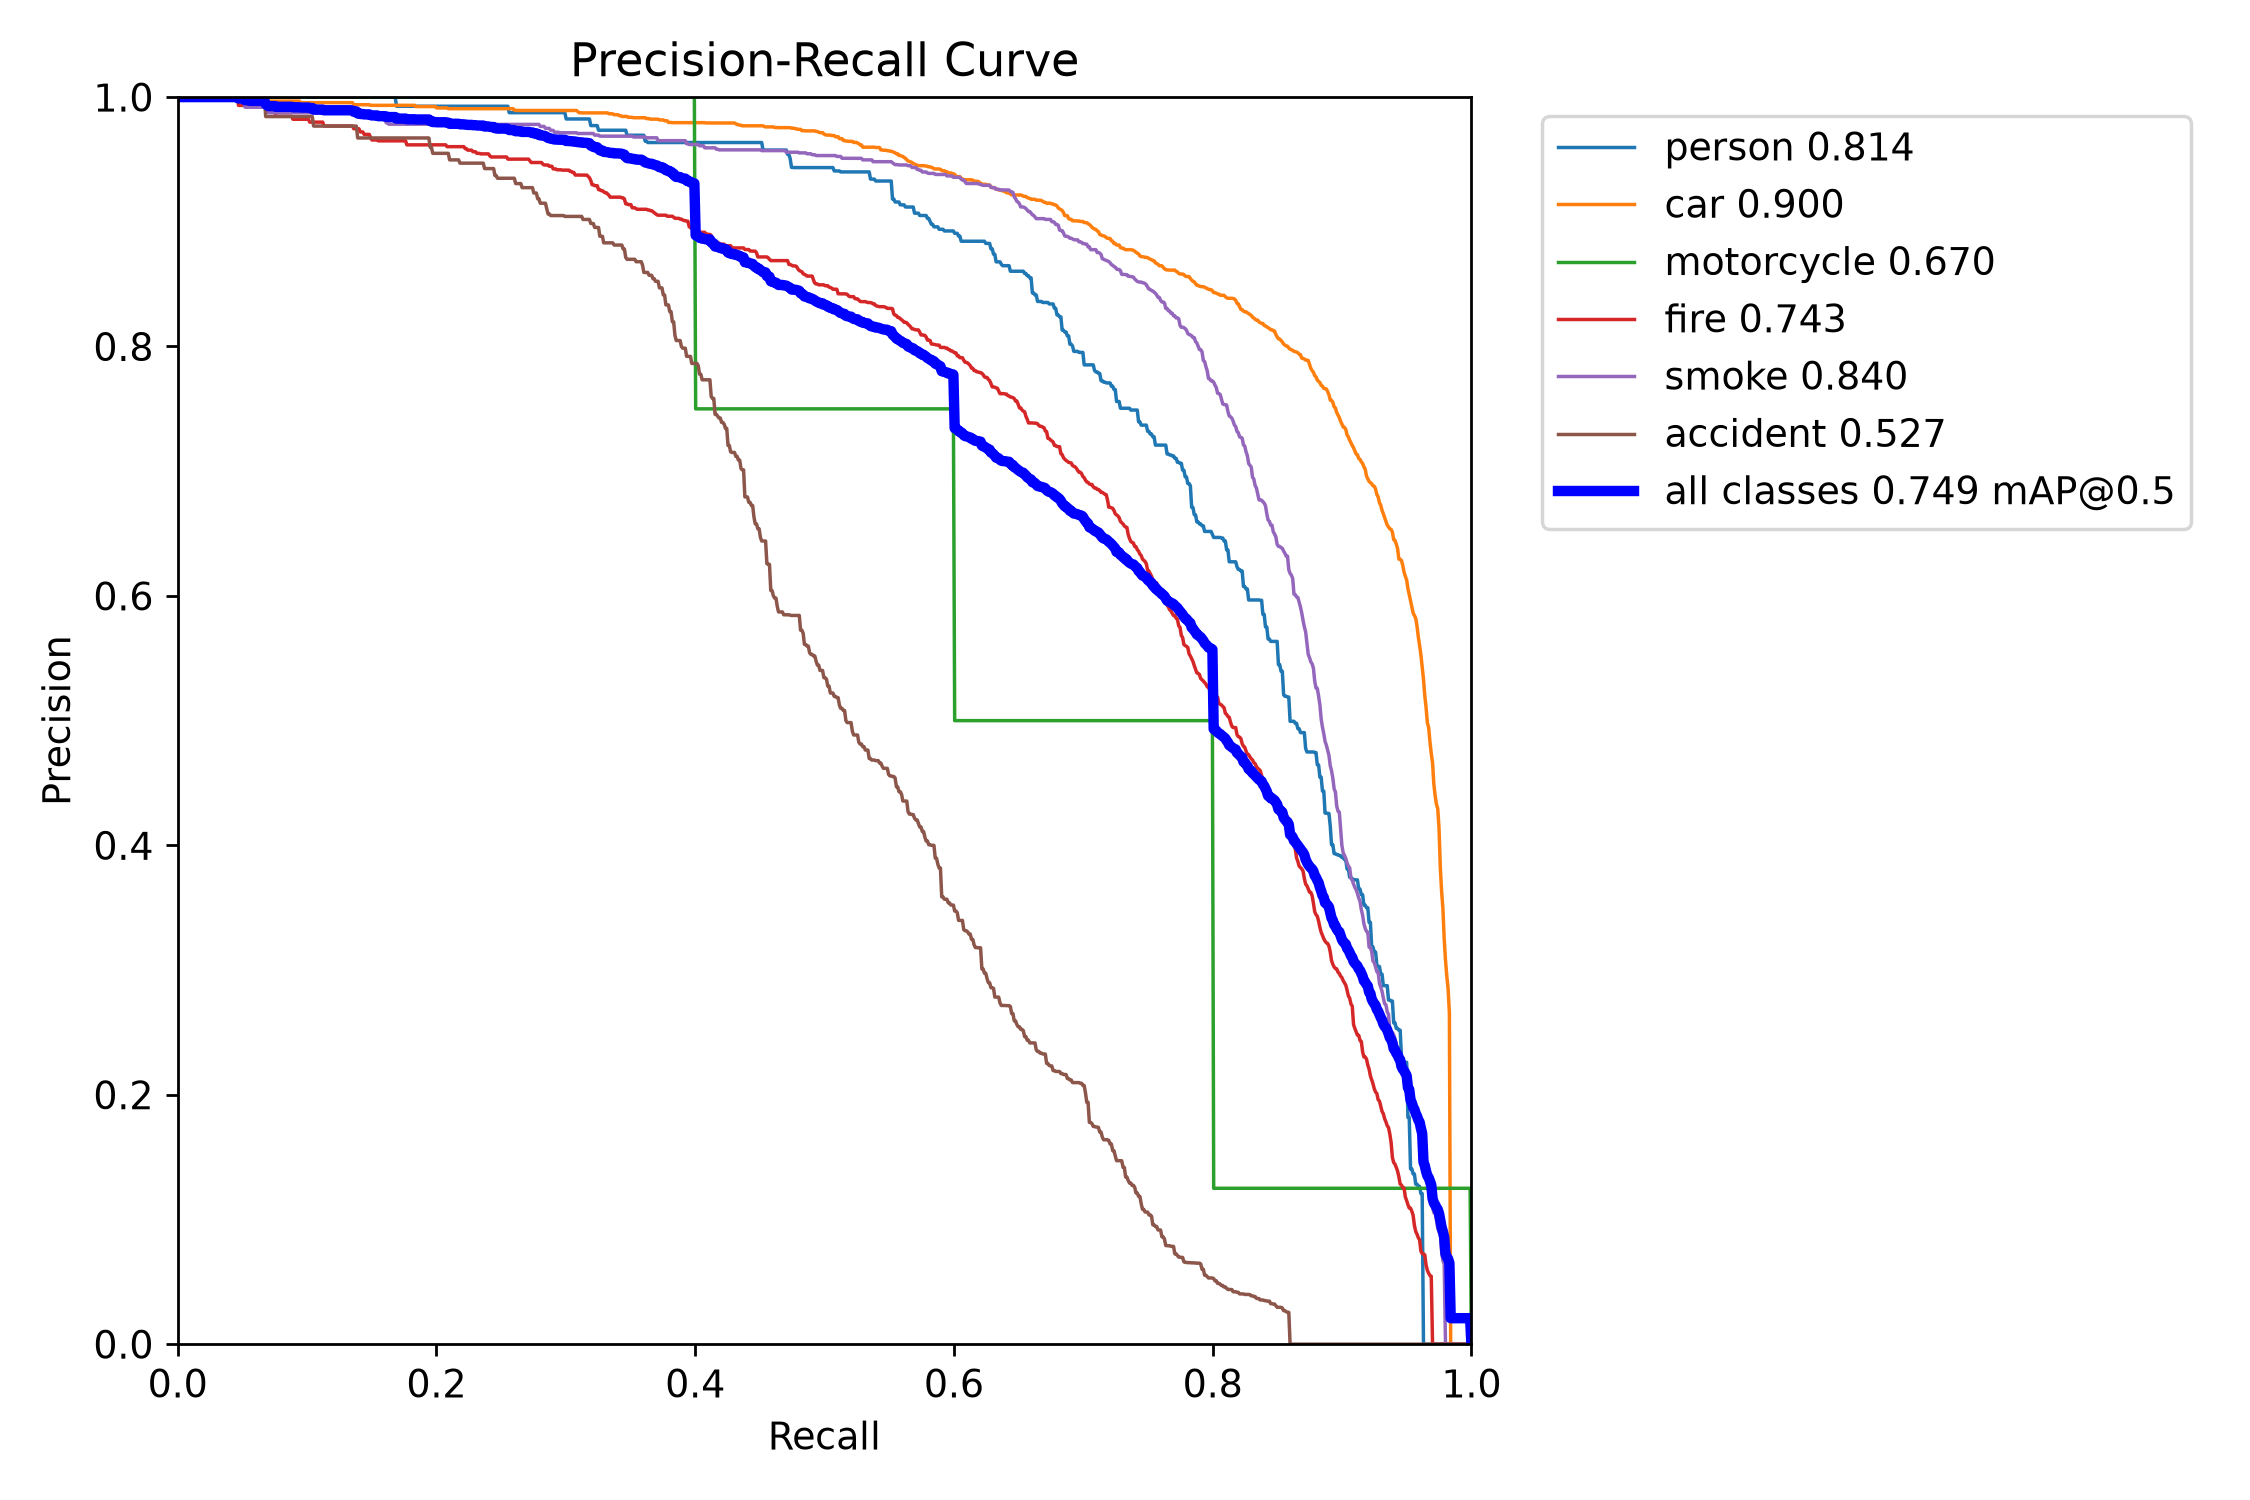 Precision-Recall Curve
1.0
0.8
0.6
0.4
0.2
0.0
Precision
0.0 0.2 0.4 0.6 0.8 1.0
Recall
person 0.814
car 0.900
motorcycle 0.670
fire 0.743
smoke 0.840
accident 0.527
all classes 0.749 mAP@0.5